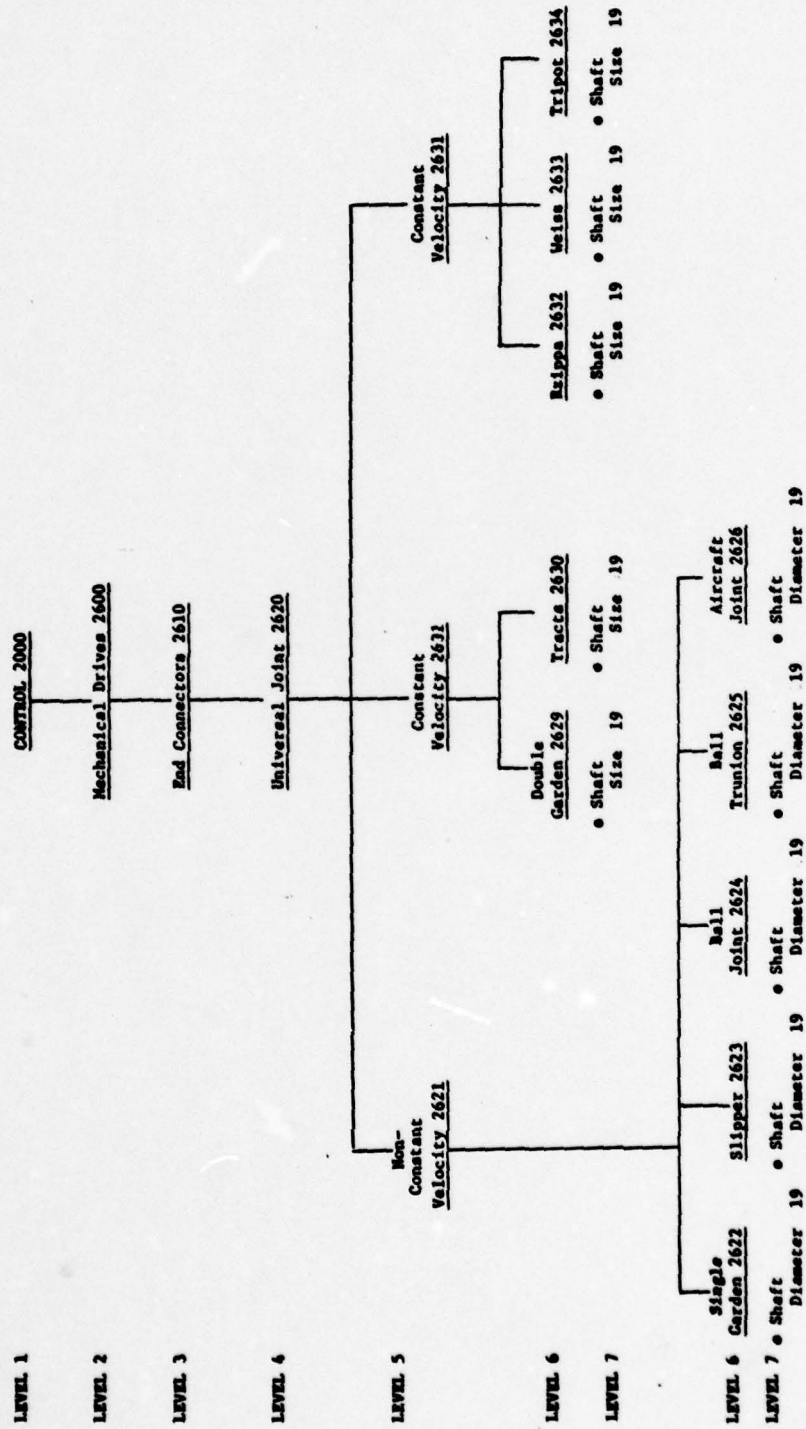 LEVEL 1
CONTROL 2000
LEVEL 2
Mechanical Drives 2600
LEVEL 3
End Connectors 2610
LEVEL 4
Universal Joint 2620
LEVEL 5
Non-
Constant
Velocity 2621
Constant
Velocity 2632
Constant
Velocity 2631
LEVEL 6
Double
Carden 2629
Tracta 2630
Rzippa 2632
Weiss 2633
Tripot 2634
LEVEL 7
• Shaft
Size 19
• Shaft
Size 19
• Shaft
Size 19
• Shaft
Size 19
• Shaft
Size 19
LEVEL 6
Single
Carden 2622
Slipper 2623
Ball
Joint 2624
Ball
Trunion 2625
Aircraft
Joint 2626
LEVEL 7
• Shaft
Diameter 19
• Shaft
Diameter 19
• Shaft
Diameter 19
• Shaft
Diameter 19
• Shaft
Diameter 19